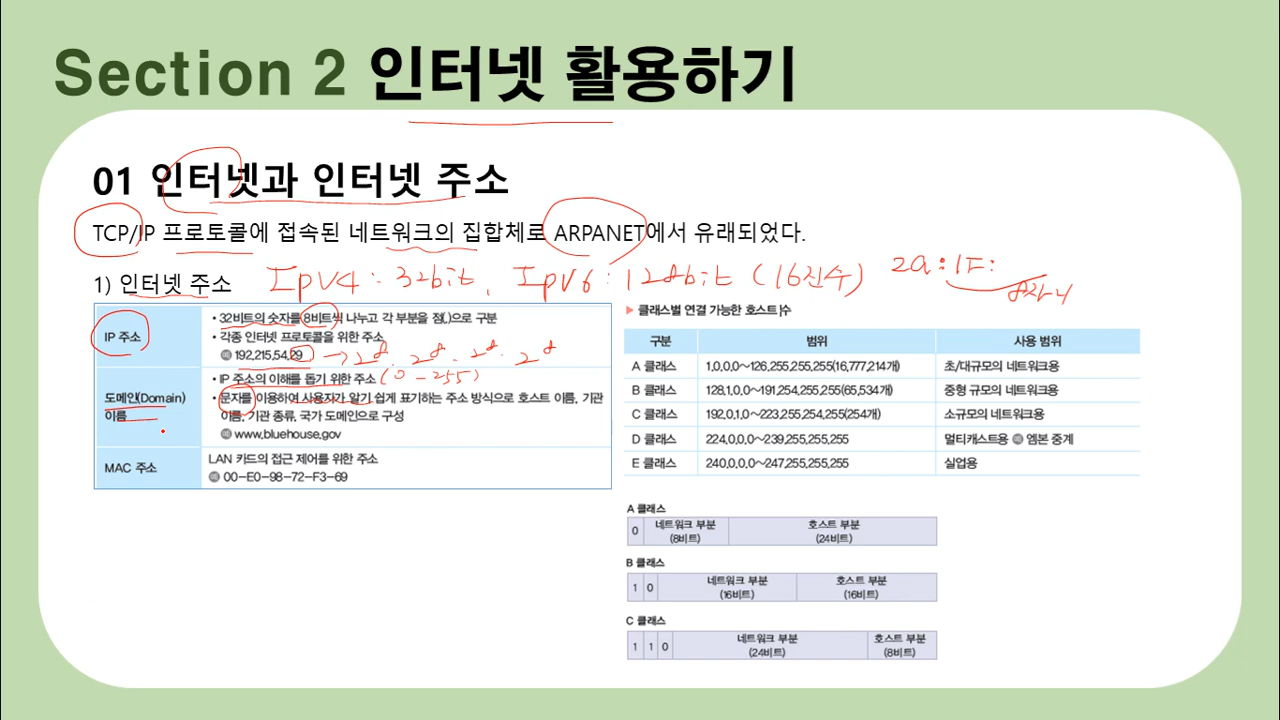 Section 2 인터넷 활용하기
01 인터넷과 인터넷 주소
TCP/IP 프로토콜에 접속된 네트워크의 집합체로 ARPANET에서 유래되었다.
1) 인터넷 주소
IPV4 : 32bit, IPV6 : 128bit (16진수) 2a : 1F :
IP 주소
• 32비트의 숫자를 8비트씩 나누고 각 부분을 점(.)으로 구분
• 각종 인터넷 프로토콜을 위한 주소
예 192.215.54.29 → 2⁸. 2⁸. 2⁸. 2⁸
(0-255)
도메인(Domain) 이름
• IP 주소의 이해를 돕기 위한 주소
• 문자를 이용하여 사용자가 알기 쉽게 표기하는 주소 방식으로 호스트 이름, 기관
이름, 기관 종류, 국가 도메인으로 구성
예 www.bluehouse.gov
MAC 주소
LAN 카드의 접근 제어를 위한 주소
예 00-E0-98-72-F3-69
▶ 클래스별 연결 가능한 호스트 수
구분 범위 사용 범위
A 클래스 1.0.0.0~126.255.255.255(16,777,214개) 초/대규모의 네트워크용
B 클래스 128.1.0.0~191.254.255.255(65,534개) 중형 규모의 네트워크용
C 클래스 192.0.1.0~223.255.254.255(254개) 소규모의 네트워크용
D 클래스 224.0.0.0~239.255.255.255 멀티캐스트용 예 엠본 중계
E 클래스 240.0.0.0~247.255.255.255 실업용
A 클래스
0 네트워크 부분 (8비트) 호스트 부분 (24비트)
B 클래스
1 0 네트워크 부분 (16비트) 호스트 부분 (16비트)
C 클래스
1 1 0 네트워크 부분 (24비트) 호스트 부분 (8비트)